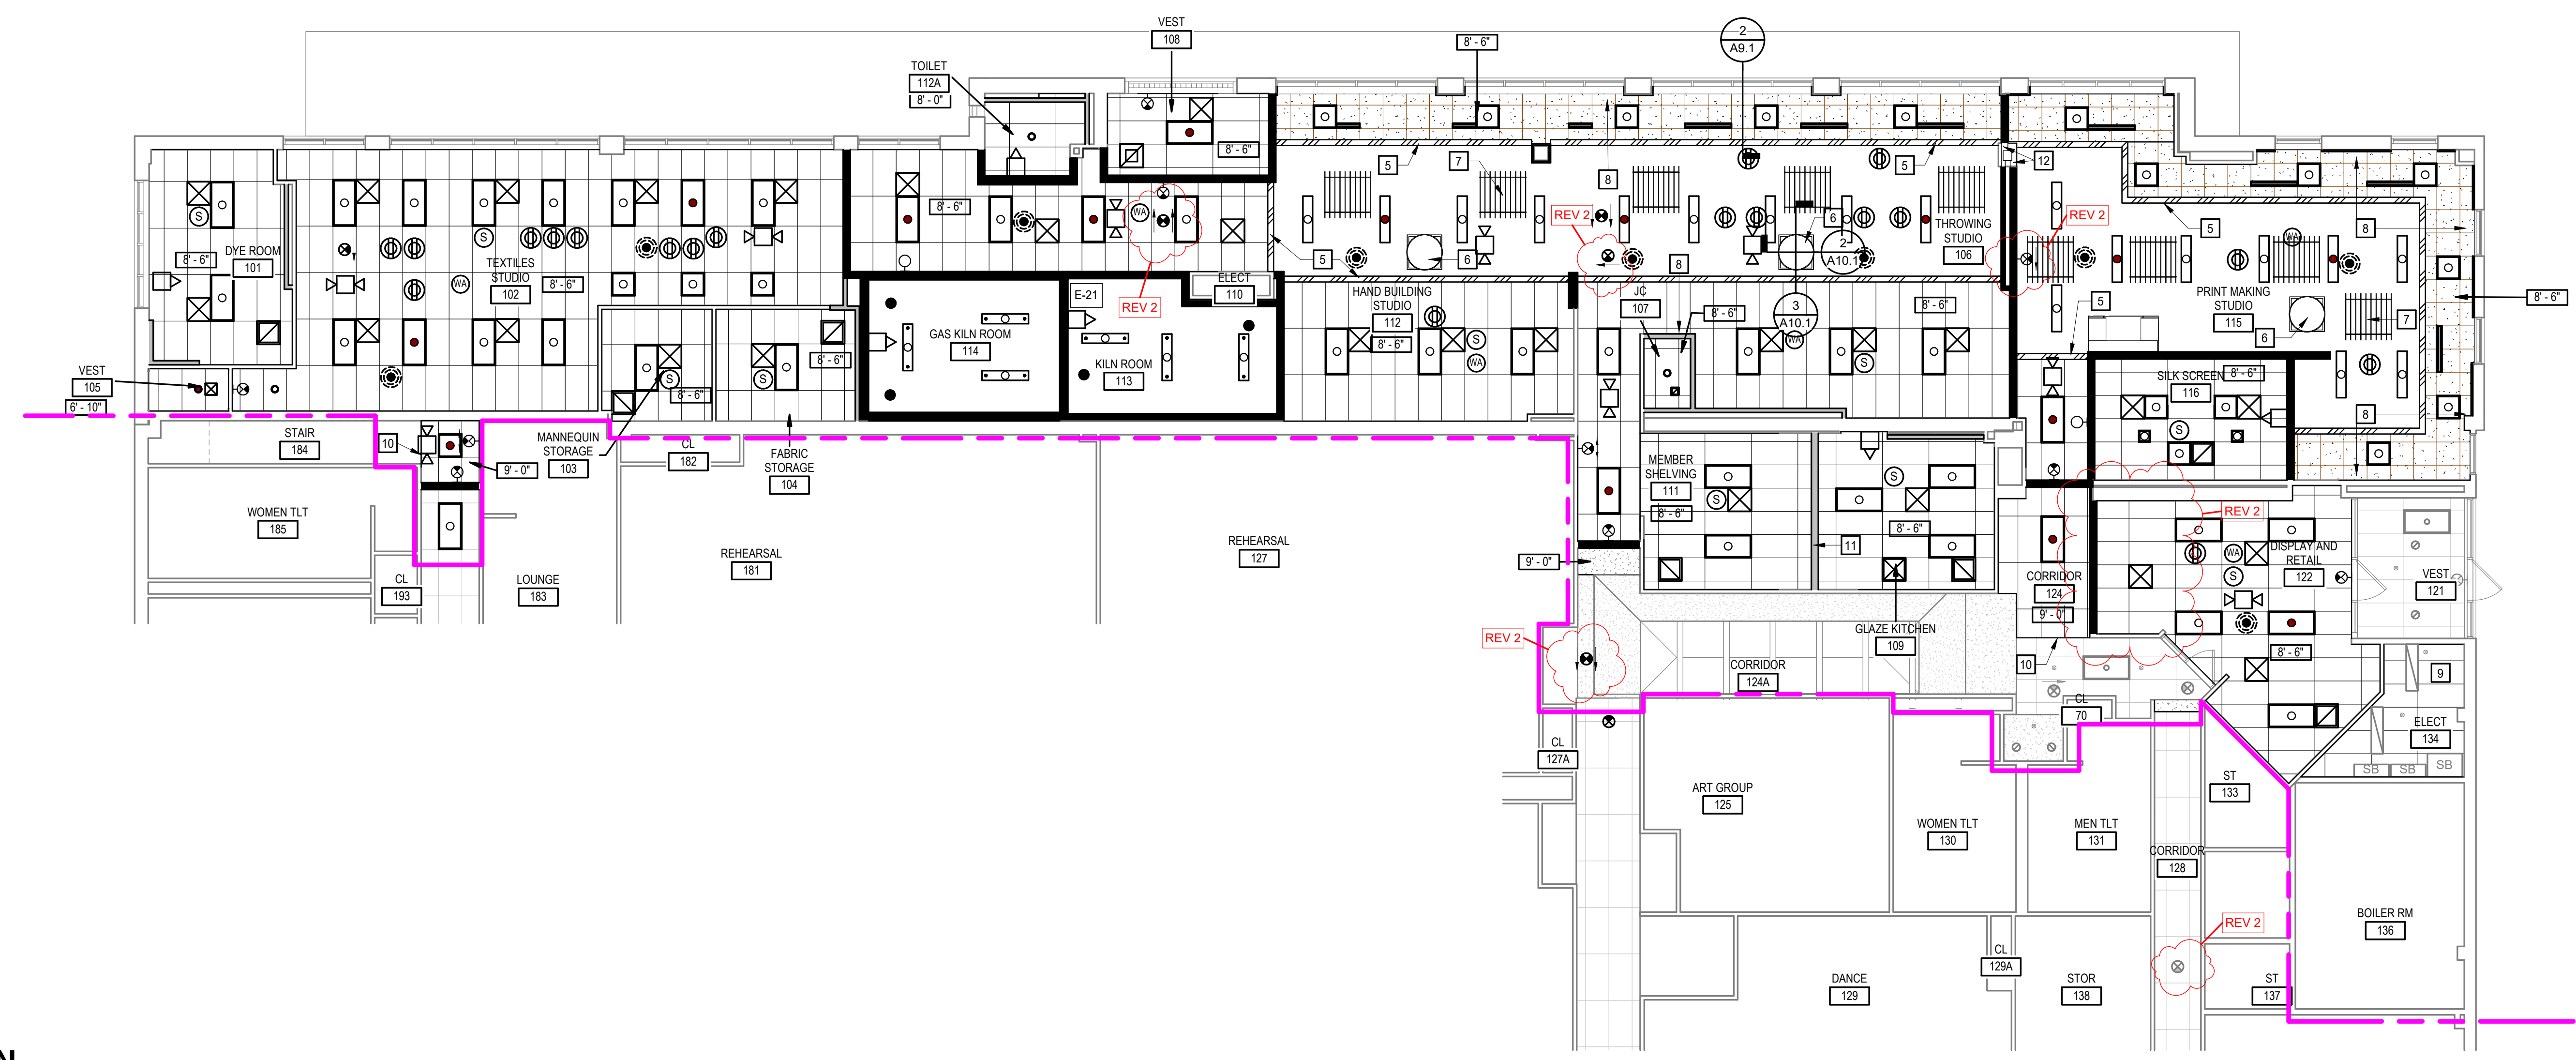 VEST
108
8' - 6"
2
A9.1
TOILET
112A
8' - 0"
8' - 6"
5
7
8
5
12
DYE ROOM
101
8' - 6"
S
TEXTILES
STUDIO
102
8' - 6"
S
WA
8' - 6"
WA
REV 2
5
ELECT
110
E-21
REV 2
6
6
2
A10.1
THROWING
STUDIO
106
REV 2
WA
5
8
8' - 6"
PRINT MAKING
STUDIO
115
5
6
7
8
VEST
105
6' - 10"
S
8' - 6"
S
8' - 6"
GAS KILN ROOM
114
KILN ROOM
113
HAND BUILDING
STUDIO
112
8' - 6"
S
WA
8
JC
107
8' - 6"
3
A10.1
WA
S
8' - 6"
SILK SCREEN
116
8' - 6"
S
STAIR
184
10
9' - 0"
MANNEQUIN
STORAGE
103
CL
182
FABRIC
STORAGE
104
MEMBER
SHELVING
111
8' - 6"
S
S
8' - 6"
11
WOMEN TLT
185
CL
193
LOUNGE
183
REHEARSAL
181
REHEARSAL
127
9' - 0"
GLAZE KITCHEN
109
CORRIDOR
124
9' - 0"
10
REV 2
WA
S
DISPLAY AND
RETAIL
122
8' - 6"
VEST
121
9
REV 2
CORRIDOR
124A
CL
70
ELECT
134
SB
SB
SB
CL
127A
ART GROUP
125
WOMEN TLT
130
MEN TLT
131
ST
133
CORRIDOR
128
REV 2
BOILER RM
136
DANCE
129
CL
129A
STOR
138
ST
137